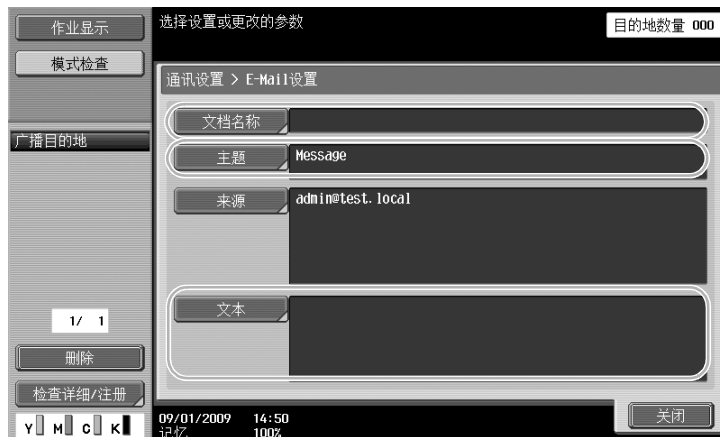 作业显示
模式检查
广播目的地
1/ 1
删除
检查详细/注册
Y M C K
选择设置或更改的参数
目的地数量 000
通讯设置 > E-Mail设置
文档名称
主题 Message
来源 admin@test.local
文本
关闭
09/01/2009 14:50
记忆 100%